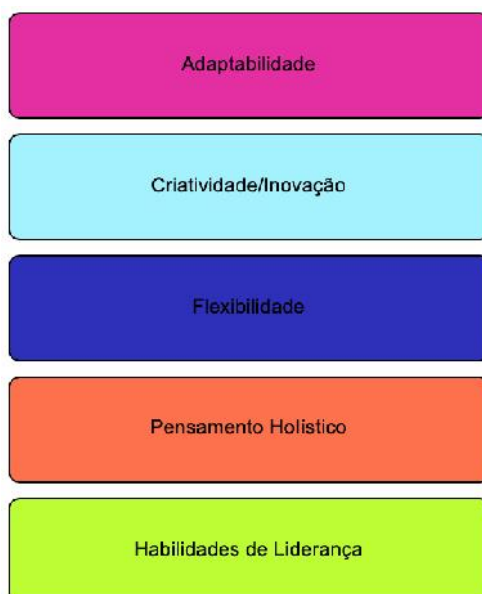 Adaptabilidade
Criatividade/Inovação
Flexibilidade
Pensamento Holistico
Habilidades de Liderança